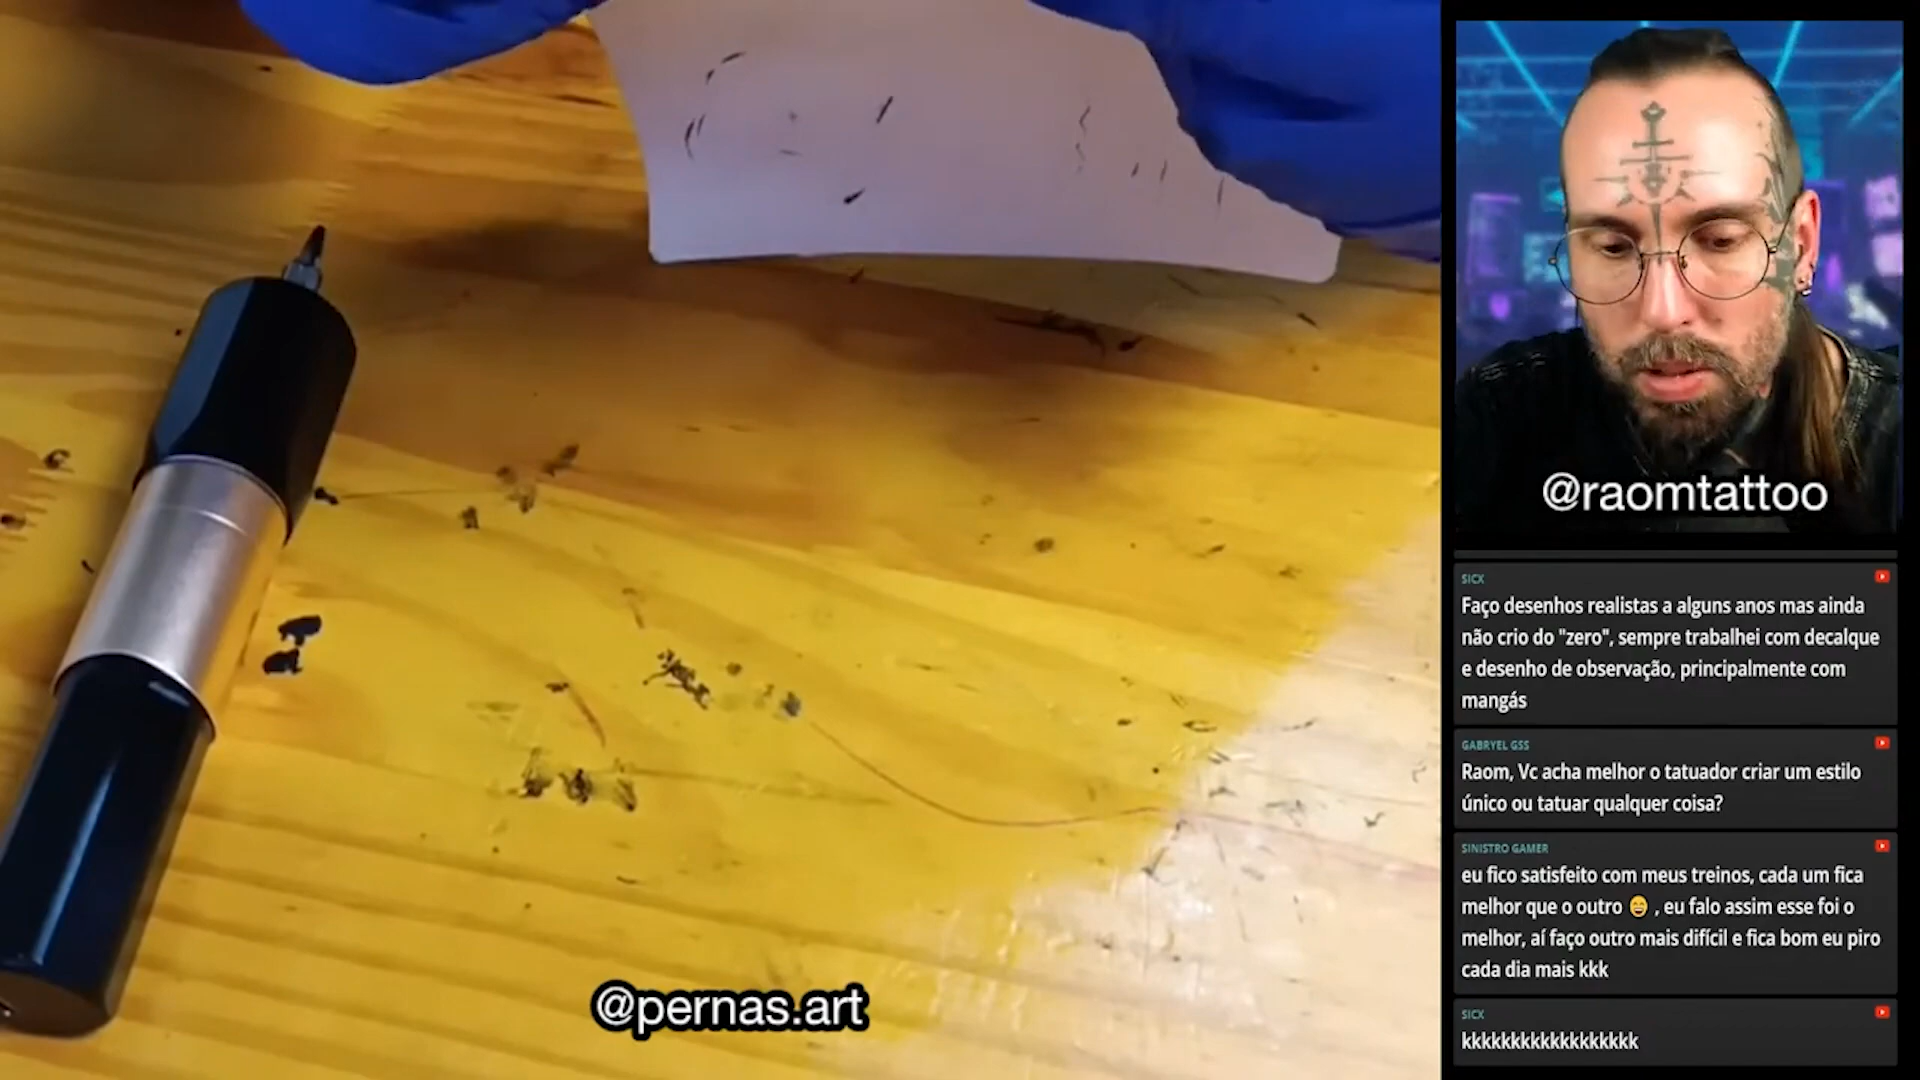 @raomtattoo
SICX
Faço desenhos realistas a alguns anos mas ainda
não crio do "zero", sempre trabalhei com decalque
e desenho de observação, principalmente com
mangás
GABRYEL GSS
Raom, Vc acha melhor o tatuador criar um estilo
único ou tatuar qualquer coisa?
SINISTRO GAMER
eu fico satisfeito com meus treinos, cada um fica
melhor que o outro 😄 , eu falo assim esse foi o
melhor, aí faço outro mais difícil e fica bom eu piro
cada dia mais kkk
SICX
kkkkkkkkkkkkkkkkkk
@pernas.art